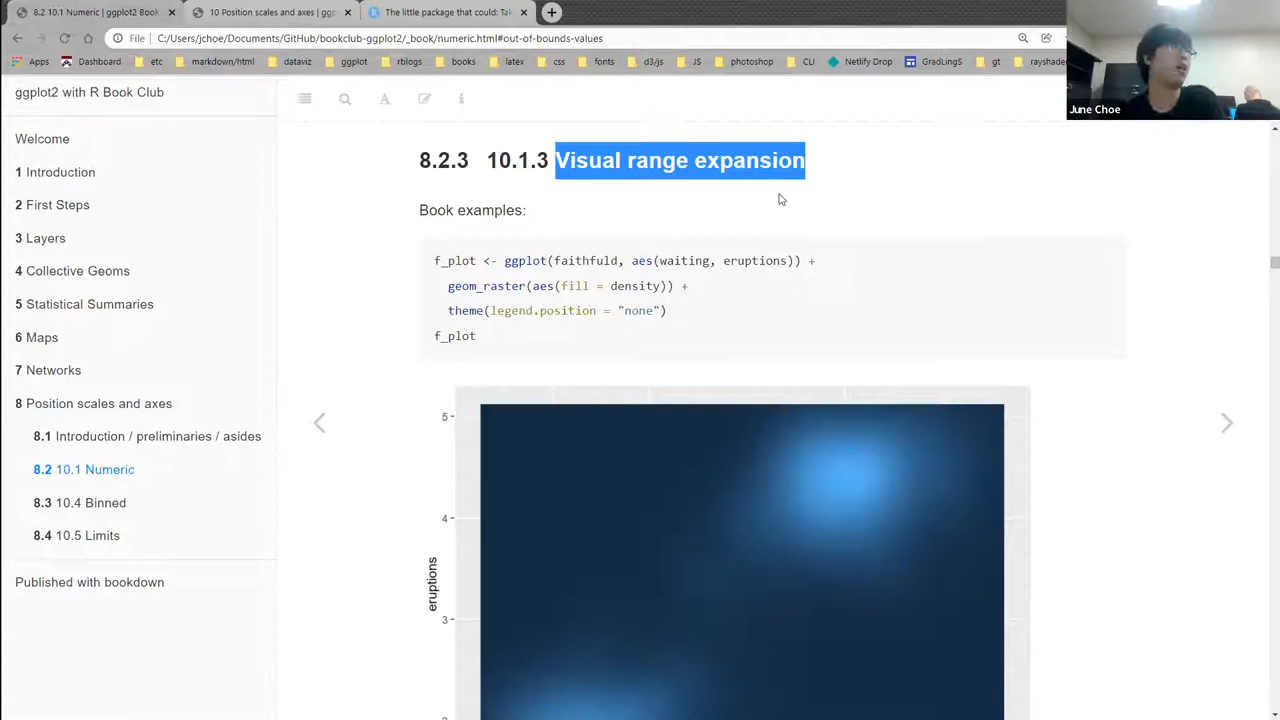 8.2 10.1 Numeric | ggplot2 Book
10 Position scales and axes | ggp
The little package that could: Tak
File C:/Users/jchoe/Documents/GitHub/bookclub-ggplot2/_book/numeric.html#out-of-bounds-values
Apps Dashboard etc markdown/html dataviz ggplot rblogs books latex css fonts d3/js JS photoshop CLI Netlify Drop GradLingS gt rayshade
June Choe
ggplot2 with R Book Club
Welcome
1 Introduction
2 First Steps
3 Layers
4 Collective Geoms
5 Statistical Summaries
6 Maps
7 Networks
8 Position scales and axes
8.1 Introduction / preliminaries / asides
8.2 10.1 Numeric
8.3 10.4 Binned
8.4 10.5 Limits
Published with bookdown
8.2.3 10.1.3 Visual range expansion
Book examples:
f_plot <- ggplot(faithfuld, aes(waiting, eruptions)) +
geom_raster(aes(fill = density)) +
theme(legend.position = "none")
f_plot
5
4
3
eruptions